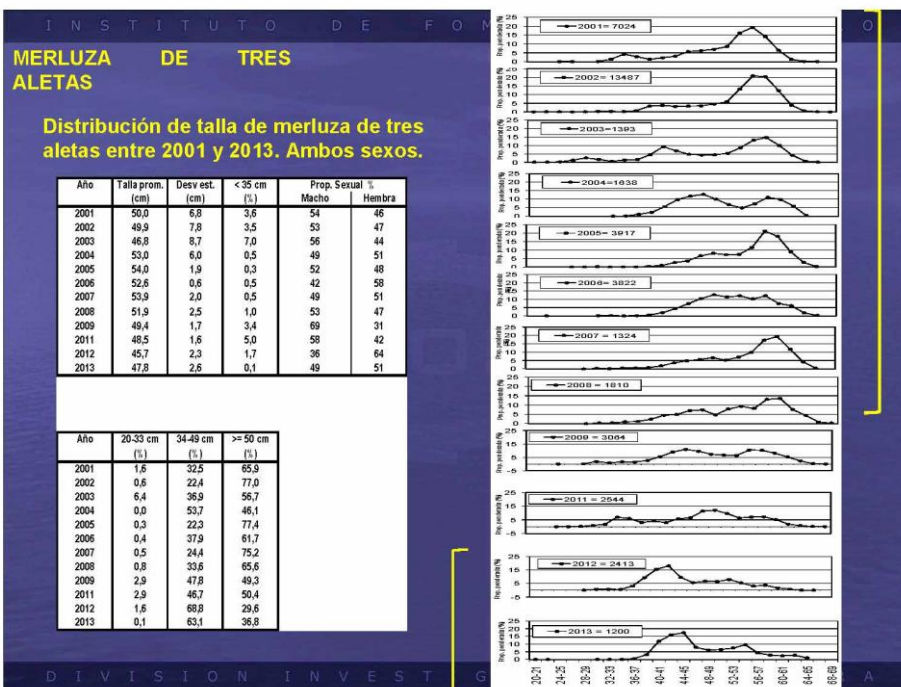 I N S T I T U T O D E F O M O
MERLUZA DE TRES
ALETAS
Distribución de talla de merluza de tres
aletas entre 2001 y 2013. Ambos sexos.
Año Talla prom. Desv est. < 35 cm Prop. Sexual %
(cm) (cm) (%) Macho Hembra
2001 50,0 6,8 3,6 54 46
2002 49,9 7,8 3,5 53 47
2003 46,8 8,7 7,0 56 44
2004 53,0 6,0 0,5 49 51
2005 54,0 1,9 0,3 52 48
2006 52,6 0,6 0,5 42 58
2007 53,9 2,0 0,5 49 51
2008 51,9 2,5 1,0 53 47
2009 49,4 1,7 3,4 69 31
2011 48,5 1,6 5,0 58 42
2012 45,7 2,3 1,7 36 64
2013 47,8 2,6 0,1 49 51
Año 20-33 cm 34-49 cm >= 50 cm
(%) (%) (%)
2001 1,6 32,5 65,9
2002 0,6 22,4 77,0
2003 6,4 36,9 56,7
2004 0,0 53,7 46,1
2005 0,3 22,3 77,4
2006 0,4 37,9 61,7
2007 0,5 24,4 75,2
2008 0,8 33,6 65,6
2009 2,9 47,8 49,3
2011 2,9 46,7 50,4
2012 1,6 68,8 29,6
2013 0,1 63,1 36,8
2001= 7024
2002= 13487
2003=1393
2004=1638
2005= 3917
2006= 3822
2007 = 1324
2008 = 1810
2009 = 3064
2011 = 2544
2012 = 2413
2013 = 1200
20-21 24-25 28-29 32-33 36-37 40-41 44-45 48-49 52-53 56-57 60-61 64-65 68-69
D I V I S I O N I N V E S T G A